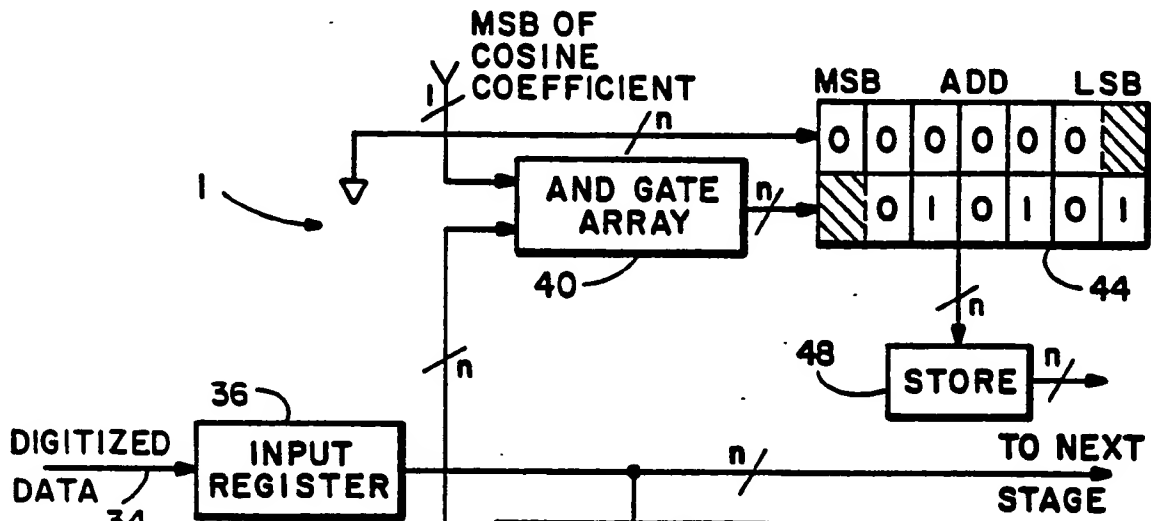 MSB OF
COSINE
COEFFICIENT
1
n
MSB ADD LSB
0 0 0 0 0 0
0 1 0 1 0 1
1
AND GATE
ARRAY
n
40
44
n
n
48
STORE
n
36
DIGITIZED
DATA
34
INPUT
REGISTER
n
TO NEXT
STAGE